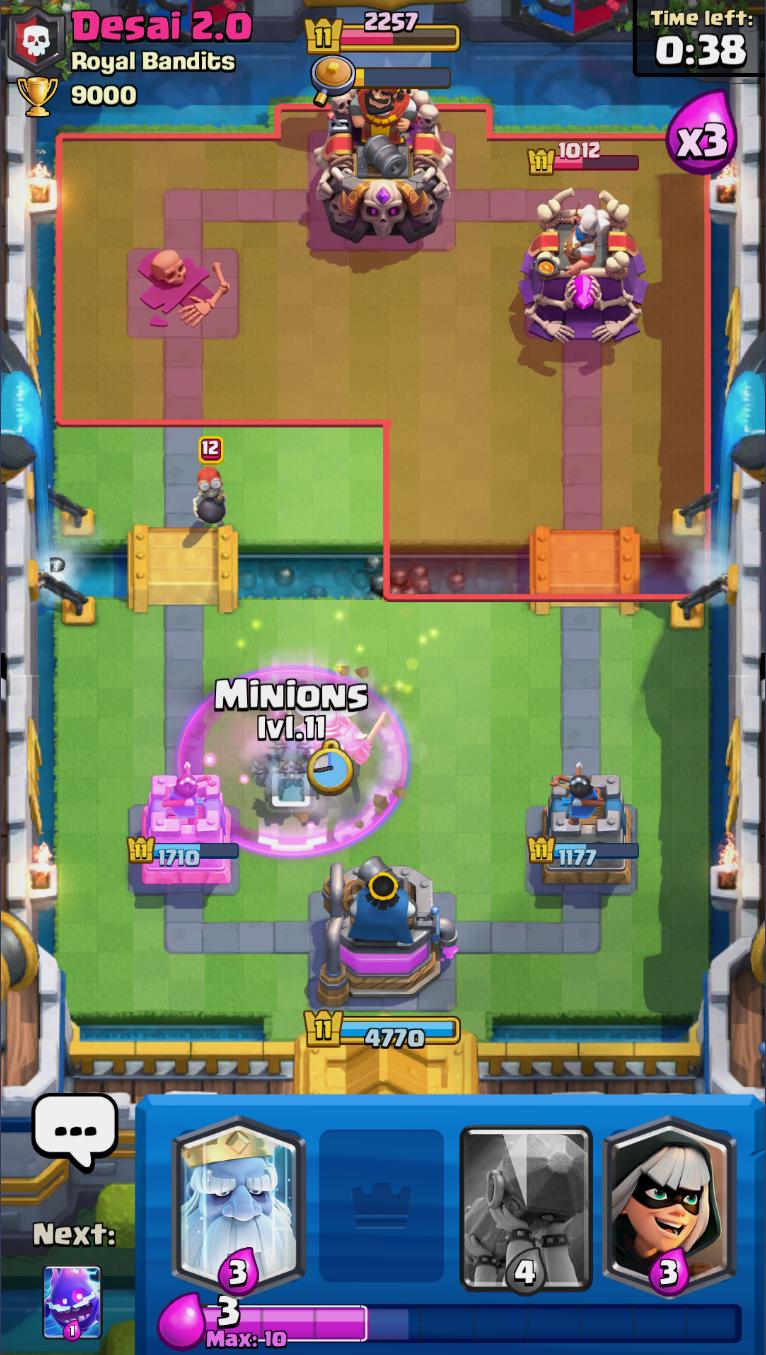 Desai 2.0
Royal Bandits
9000
11 2257
Time left:
0:38
x3
11 1012
12
Minions
lvl.11
11 1710
11 1177
11 4770
...
3
4
3
Next:
1
3
Max: 10